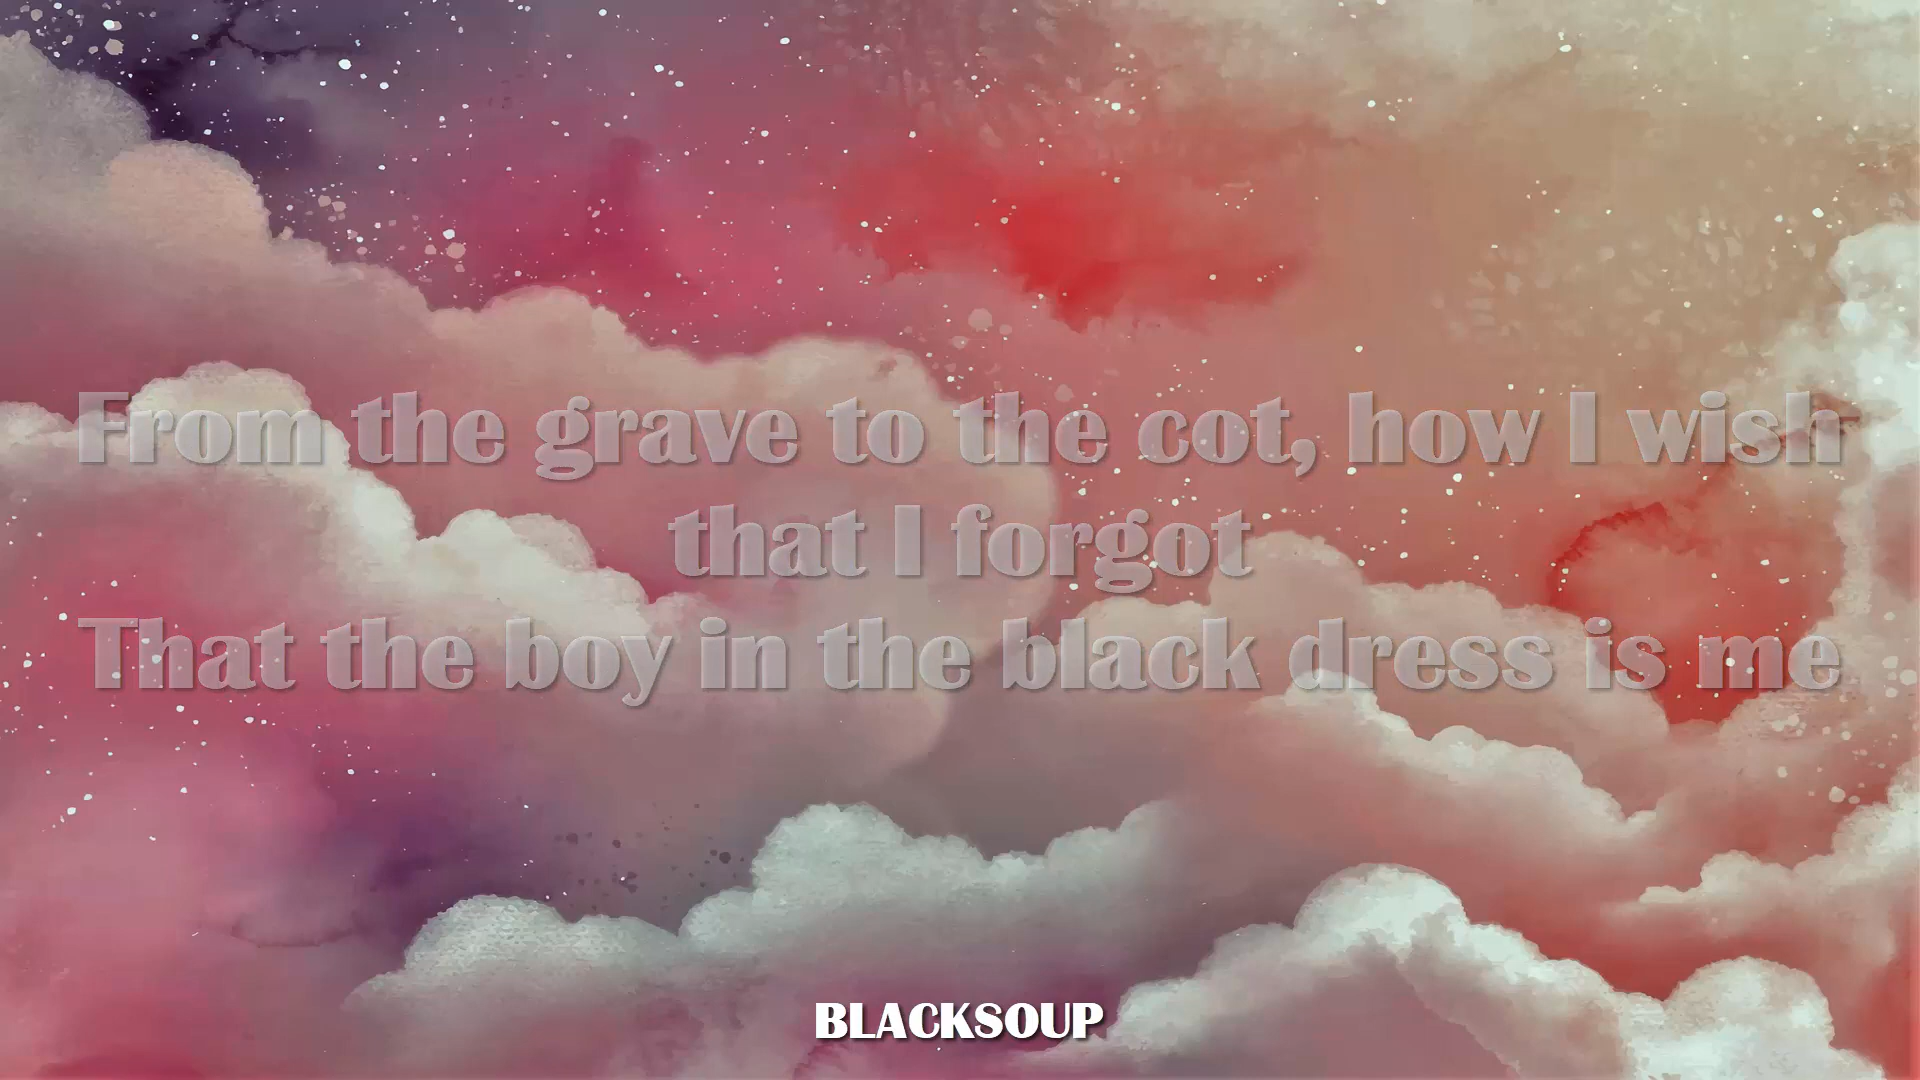 From the grave to the cot, how I wish
that I forgot
That the boy in the black dress is me
BLACKSOUP